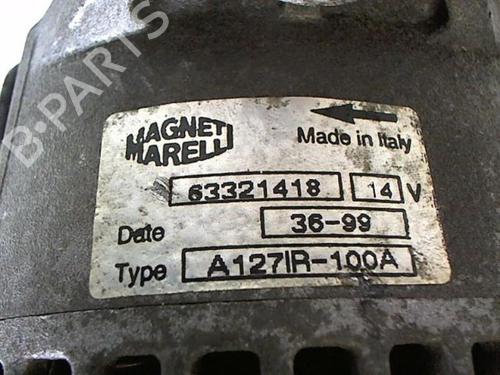 B-PARTS
MAGNETI
MARELLI
Made in Italy
63321418 14 V
Date 36-99
Type A127IR-100A